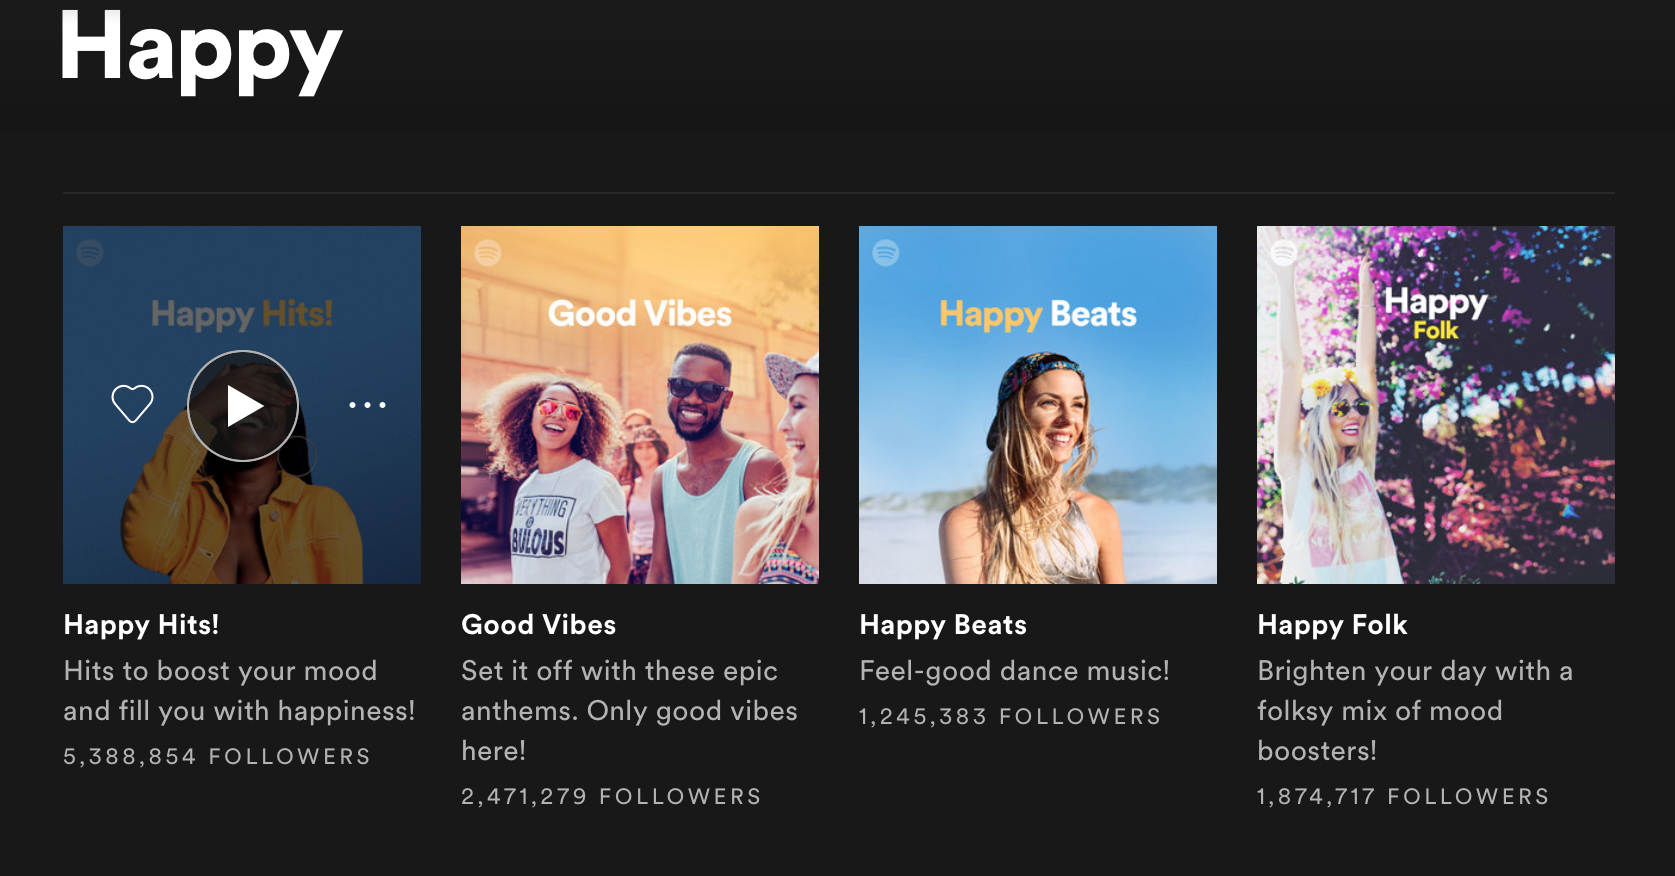 Happy
Happy Hits!
Good Vibes
EVERYTHING
IS
BULOUS
Happy Beats
Happy
Folk
Happy Hits!
Hits to boost your mood
and fill you with happiness!
5,388,854 FOLLOWERS
Good Vibes
Set it off with these epic
anthems. Only good vibes
here!
2,471,279 FOLLOWERS
Happy Beats
Feel-good dance music!
1,245,383 FOLLOWERS
Happy Folk
Brighten your day with a
folksy mix of mood
boosters!
1,874,717 FOLLOWERS